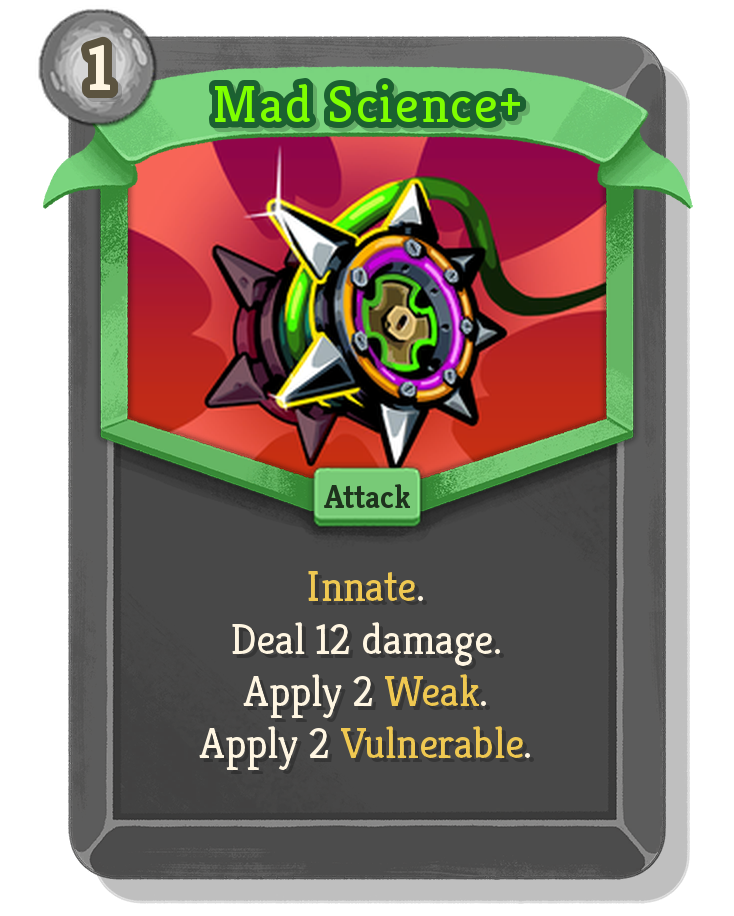 1
Mad Science+
Attack
Innate.
Deal 12 damage.
Apply 2 Weak.
Apply 2 Vulnerable.